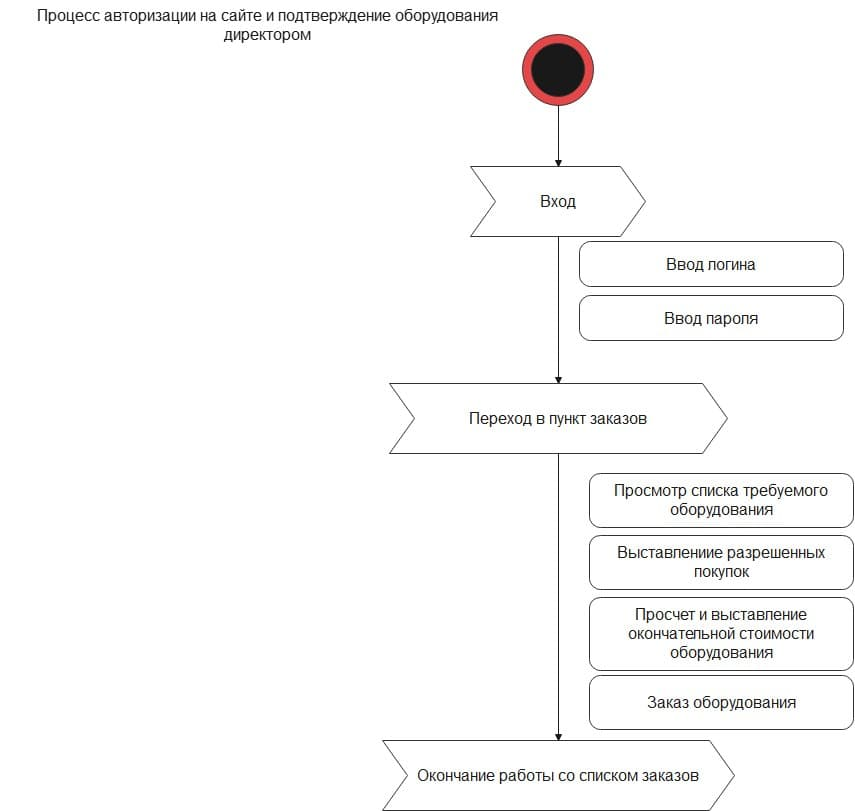 Процесс авторизации на сайте и подтверждение оборудования
директором
Вход
Ввод логина
Ввод пароля
Переход в пункт заказов
Просмотр списка требуемого
оборудования
Выставлениие разрешенных
покупок
Просчет и выставление
окончательной стоимости
оборудования
Заказ оборудования
Окончание работы со списком заказов